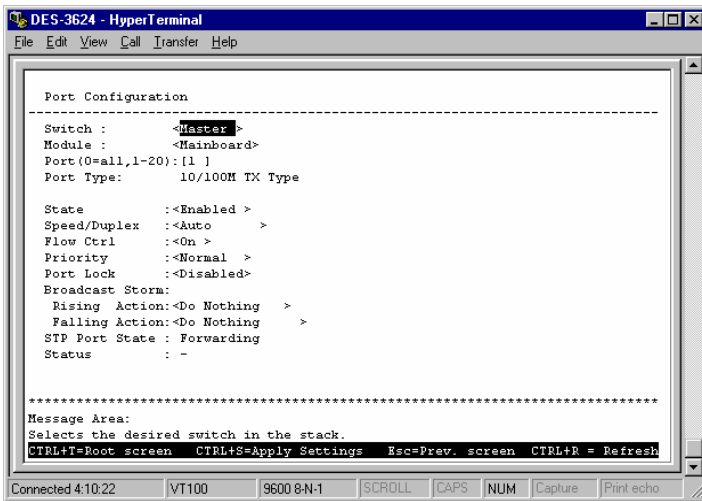 DES-3624 - HyperTerminal
File Edit View Call Transfer Help
Port Configuration
--------------------------------------------------------------------------------
Switch : <Master >
Module : <Mainboard>
Port(0=all,1-20):[1 ]
Port Type: 10/100M TX Type
State :<Enabled >
Speed/Duplex :<Auto >
Flow Ctrl :<On >
Priority :<Normal >
Port Lock :<Disabled>
Broadcast Storm:
Rising Action:<Do Nothing >
Falling Action:<Do Nothing >
STP Port State : Forwarding
Status : -
********************************************************************************
Message Area:
Selects the desired switch in the stack.
CTRL+T=Root screen CTRL+S=Apply Settings Esc=Prev. screen CTRL+R = Refresh
Connected 4:10:22 VT100 9600 8-N-1 SCROLL CAPS NUM Capture Print echo